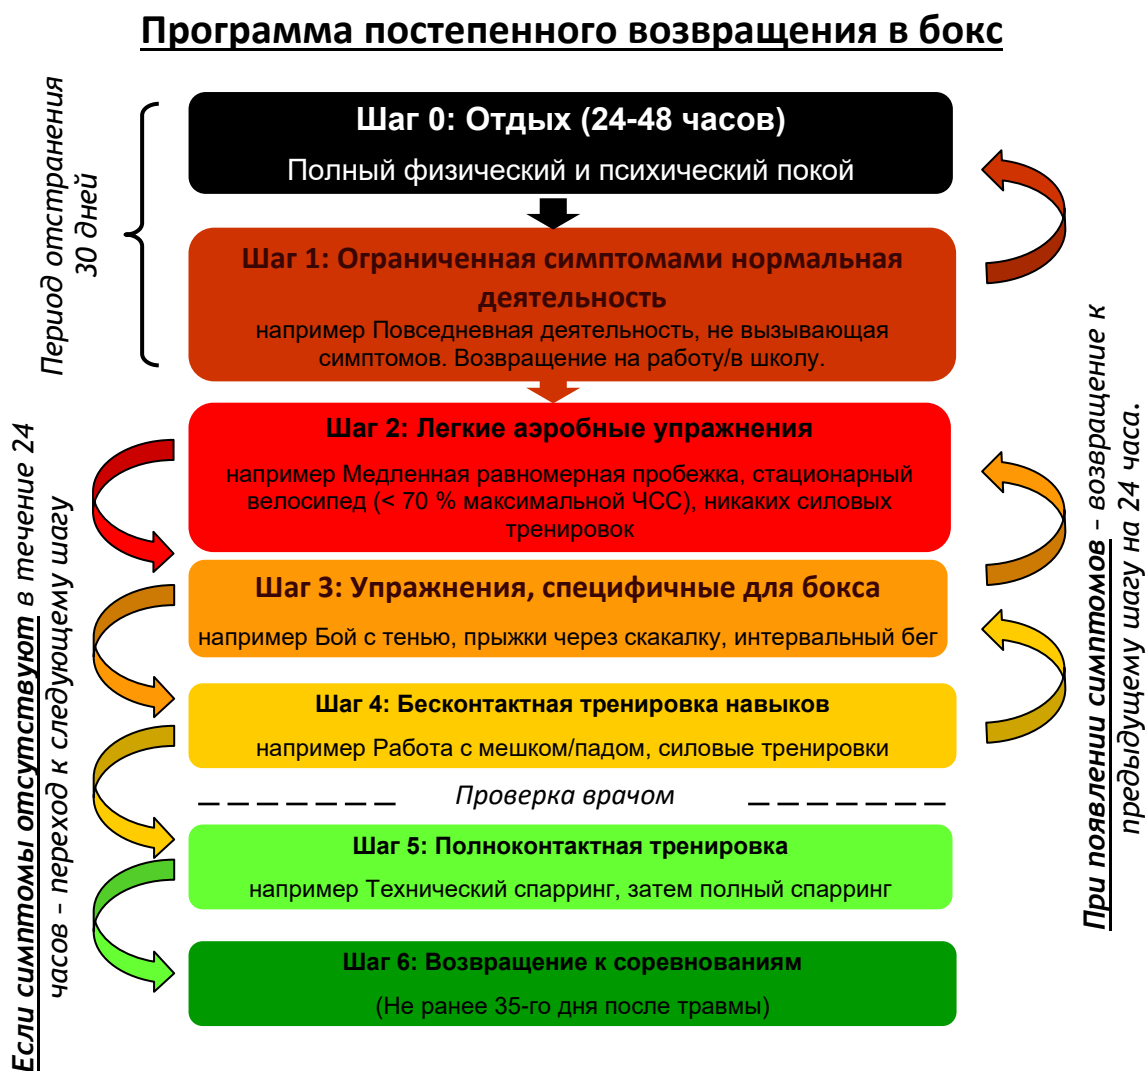 Программа постепенного возвращения в бокс
Период отстранения
30 дней
Шаг 0: Отдых (24-48 часов)
Полный физический и психический покой
Шаг 1: Ограниченная симптомами нормальная
деятельность
например Повседневная деятельность, не вызывающая
симптомов. Возвращение на работу/в школу.
Шаг 2: Легкие аэробные упражнения
например Медленная равномерная пробежка, стационарный
велосипед (< 70 % максимальной ЧСС), никаких силовых
тренировок
Шаг 3: Упражнения, специфичные для бокса
например Бой с тенью, прыжки через скакалку, интервальный бег
Шаг 4: Бесконтактная тренировка навыков
например Работа с мешком/падом, силовые тренировки
Проверка врачом
Шаг 5: Полноконтактная тренировка
например Технический спарринг, затем полный спарринг
Шаг 6: Возвращение к соревнованиям
(Не ранее 35-го дня после травмы)
Если симптомы отсутствуют в течение 24
часов - переход к следующему шагу
При появлении симптомов - возвращение к
предыдущему шагу на 24 часа.